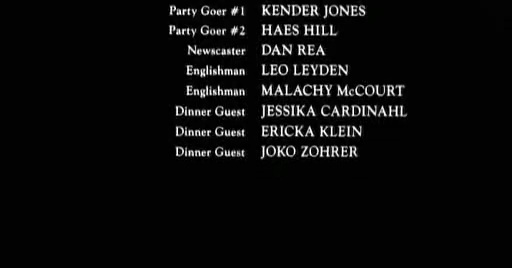 Party Goer #1 KENDER JONES
Party Goer #2 HAES HILL
Newscaster DAN REA
Englishman LEO LEYDEN
Englishman MALACHY McCOURT
Dinner Guest JESSIKA CARDINAHL
Dinner Guest ERICKA KLEIN
Dinner Guest JOKO ZOHRER